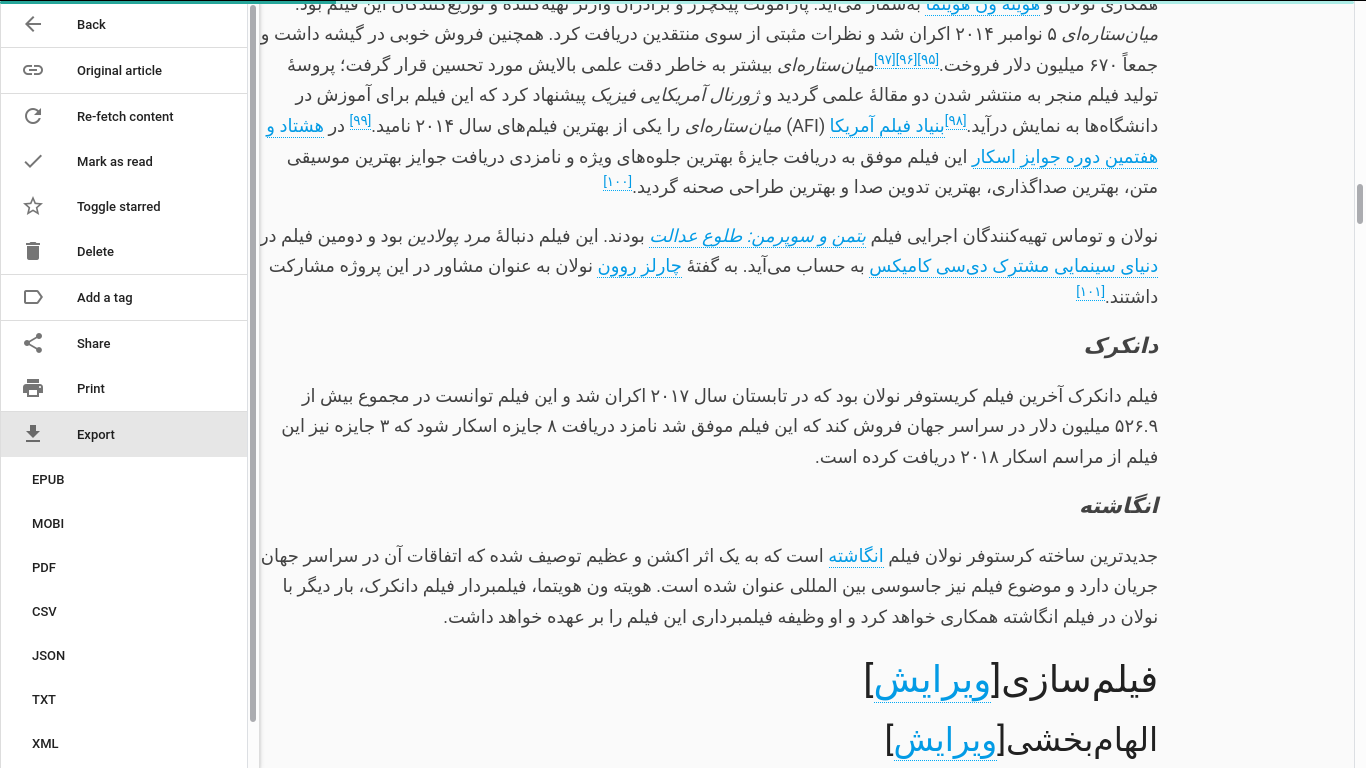 Back
Original article
Re-fetch content
Mark as read
Toggle starred
Delete
Add a tag
Share
Print
Export
EPUB
MOBI
PDF
CSV
JSON
TXT
XML
همکاری نولان و هویته ون هویتما به‌شمار می‌آید. پارامونت پیکچرز و برادران وارنر تهیه‌کننده و توزیع‌کنندگان این فیلم بود.
میان‌ستاره‌ای ۵ نوامبر ۲۰۱۴ اکران شد و نظرات مثبتی از سوی منتقدین دریافت کرد. همچنین فروش خوبی در گیشه داشت و
جمعاً ۶۷۰ میلیون دلار فروخت.[۹۵][۹۶][۹۷]میان‌ستاره‌ای بیشتر به خاطر دقت علمی بالایش مورد تحسین قرار گرفت؛ پروسهٔ
تولید فیلم منجر به منتشر شدن دو مقالهٔ علمی گردید و ژورنال آمریکایی فیزیک پیشنهاد کرد که این فیلم برای آموزش در
دانشگاه‌ها به نمایش درآید.[۹۸]بنیاد فیلم آمریکا (AFI) میان‌ستاره‌ای را یکی از بهترین فیلم‌های سال ۲۰۱۴ نامید.[۹۹] در هشتاد و
هفتمین دوره جوایز اسکار این فیلم موفق به دریافت جایزهٔ بهترین جلوه‌های ویژه و نامزدی دریافت جوایز بهترین موسیقی
متن، بهترین صداگذاری، بهترین تدوین صدا و بهترین طراحی صحنه گردید.[۱۰۰]
نولان و توماس تهیه‌کنندگان اجرایی فیلم بتمن و سوپرمن: طلوع عدالت بودند. این فیلم دنبالهٔ مرد پولادین بود و دومین فیلم در
دنیای سینمایی مشترک دی‌سی کامیکس به حساب می‌آید. به گفتهٔ چارلز روون نولان به عنوان مشاور در این پروژه مشارکت
داشتند.[۱۰۱]
دانکرک
فیلم دانکرک آخرین فیلم کریستوفر نولان بود که در تابستان سال ۲۰۱۷ اکران شد و این فیلم توانست در مجموع بیش از
۵۲۶.۹ میلیون دلار در سراسر جهان فروش کند که این فیلم موفق شد نامزد دریافت ۸ جایزه اسکار شود که ۳ جایزه نیز این
فیلم از مراسم اسکار ۲۰۱۸ دریافت کرده است.
انگاشته
جدیدترین ساخته کرستوفر نولان فیلم انگاشته است که به یک اثر اکشن و عظیم توصیف شده که اتفاقات آن در سراسر جهان
جریان دارد و موضوع فیلم نیز جاسوسی بین المللی عنوان شده است. هویته ون هویتما، فیلمبردار فیلم دانکرک، بار دیگر با
نولان در فیلم انگاشته همکاری خواهد کرد و او وظیفه فیلمبرداری این فیلم را بر عهده خواهد داشت.
فیلم‌سازی[ویرایش]
الهام‌بخشی[ویرایش]